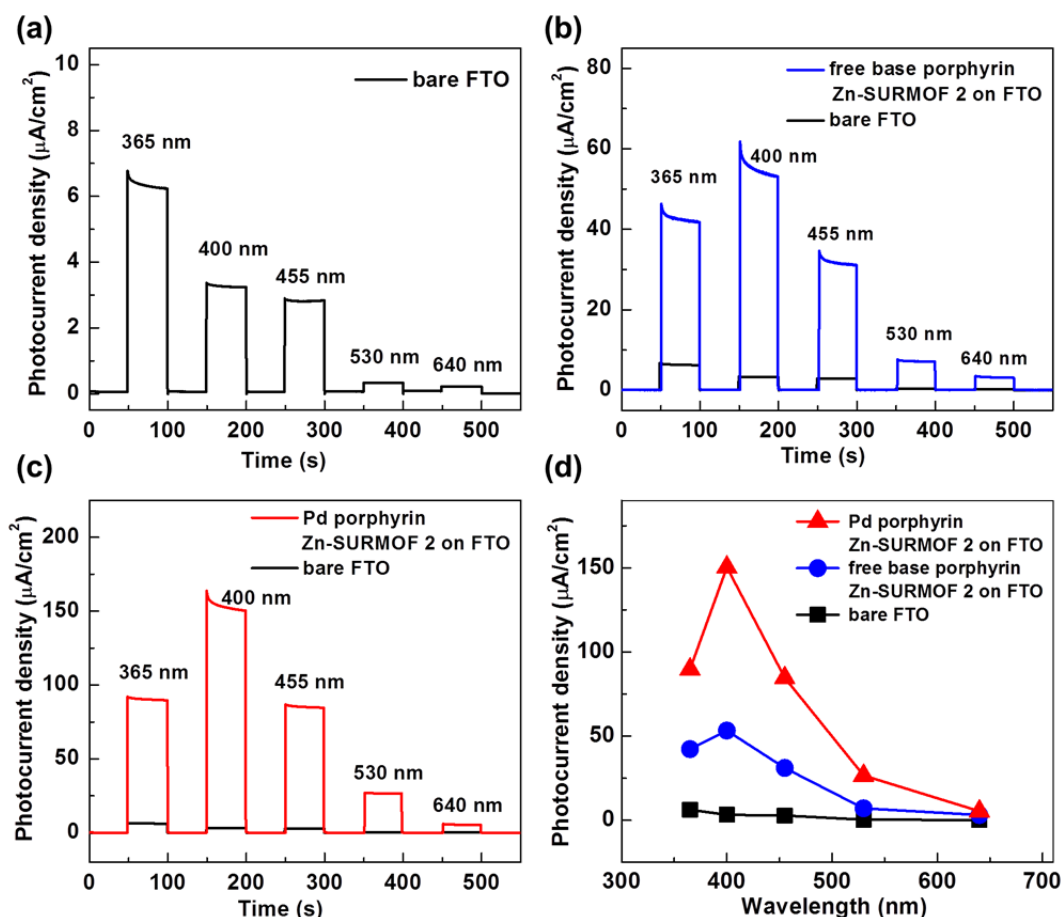 (a)
10
8
6
4
2
0
Photocurrent density (μA/cm²)
bare FTO
365 nm
400 nm
455 nm
530 nm
640 nm
0 100 200 300 400 500
Time (s)
(b)
80
60
40
20
0
Photocurrent density (μA/cm²)
free base porphyrin
Zn-SURMOF 2 on FTO
bare FTO
365 nm
400 nm
455 nm
530 nm
640 nm
0 100 200 300 400 500
Time (s)
(c)
200
150
100
50
0
Photocurrent density (μA/cm²)
Pd porphyrin
Zn-SURMOF 2 on FTO
bare FTO
365 nm
400 nm
455 nm
530 nm
640 nm
0 100 200 300 400 500
Time (s)
(d)
150
100
50
0
Photocurrent density (μA/cm²)
Pd porphyrin
Zn-SURMOF 2 on FTO
free base porphyrin
Zn-SURMOF 2 on FTO
bare FTO
300 400 500 600 700
Wavelength (nm)